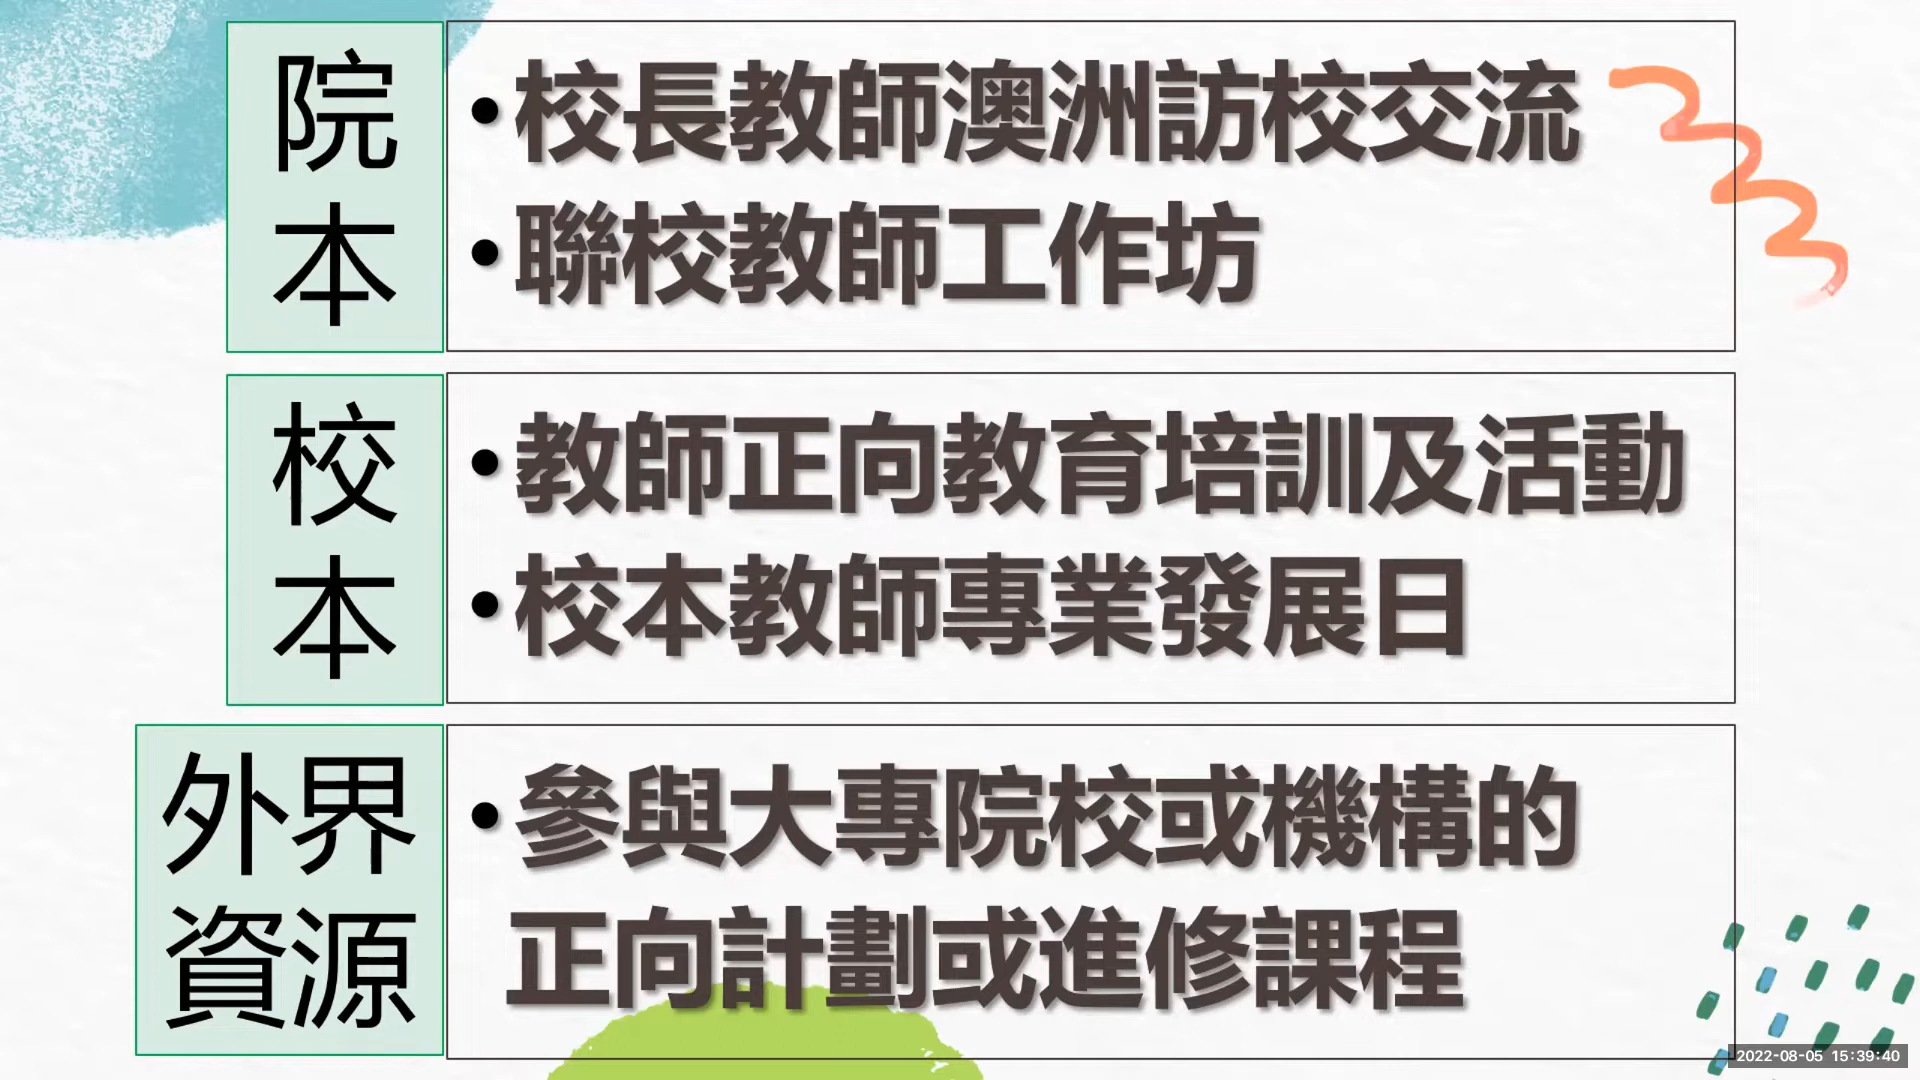 院
本
•校長教師澳洲訪校交流
•聯校教師工作坊
校
本
•教師正向教育培訓及活動
•校本教師專業發展日
外界
資源
•參與大專院校或機構的
正向計劃或進修課程
2022-08-05 15:39:40